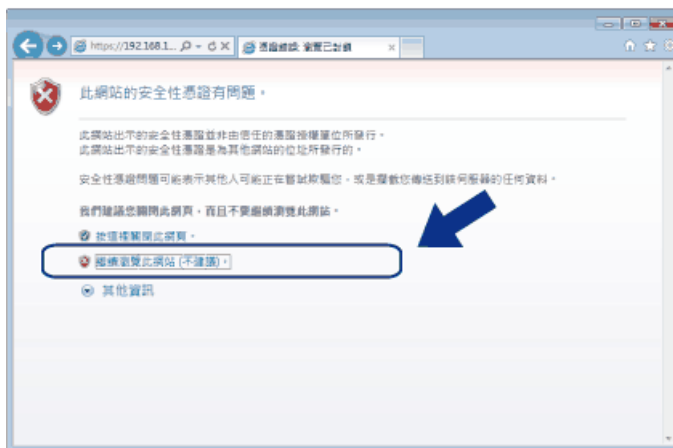 https://192.168.1... 憑證錯誤: 瀏覽已封鎖
此網站的安全性憑證有問題。
此網站出示的安全性憑證並非由信任的憑證授權單位所發行。
此網站出示的安全性憑證是為其他網站的位址所發行的。
安全性憑證問題可能表示其他人可能正在嘗試欺騙您，或是攔截您傳送到該伺服器的任何資料。
我們建議您關閉此網頁，而且不要繼續瀏覽此網站。
按這裡關閉此網頁。
繼續瀏覽此網站 (不建議)。
其他資訊